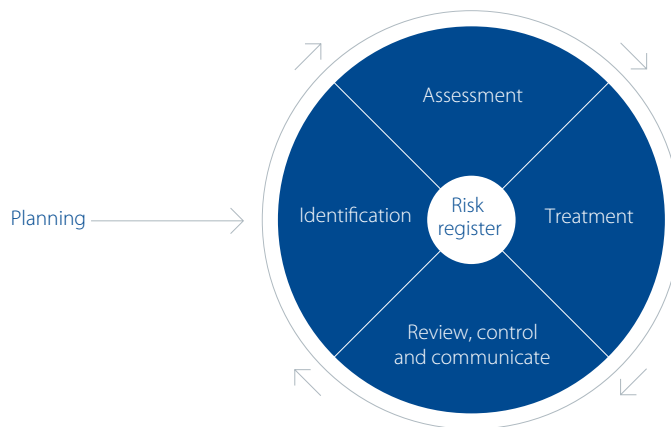 Assessment
Planning
Identification
Risk
register
Treatment
Review, control
and communicate